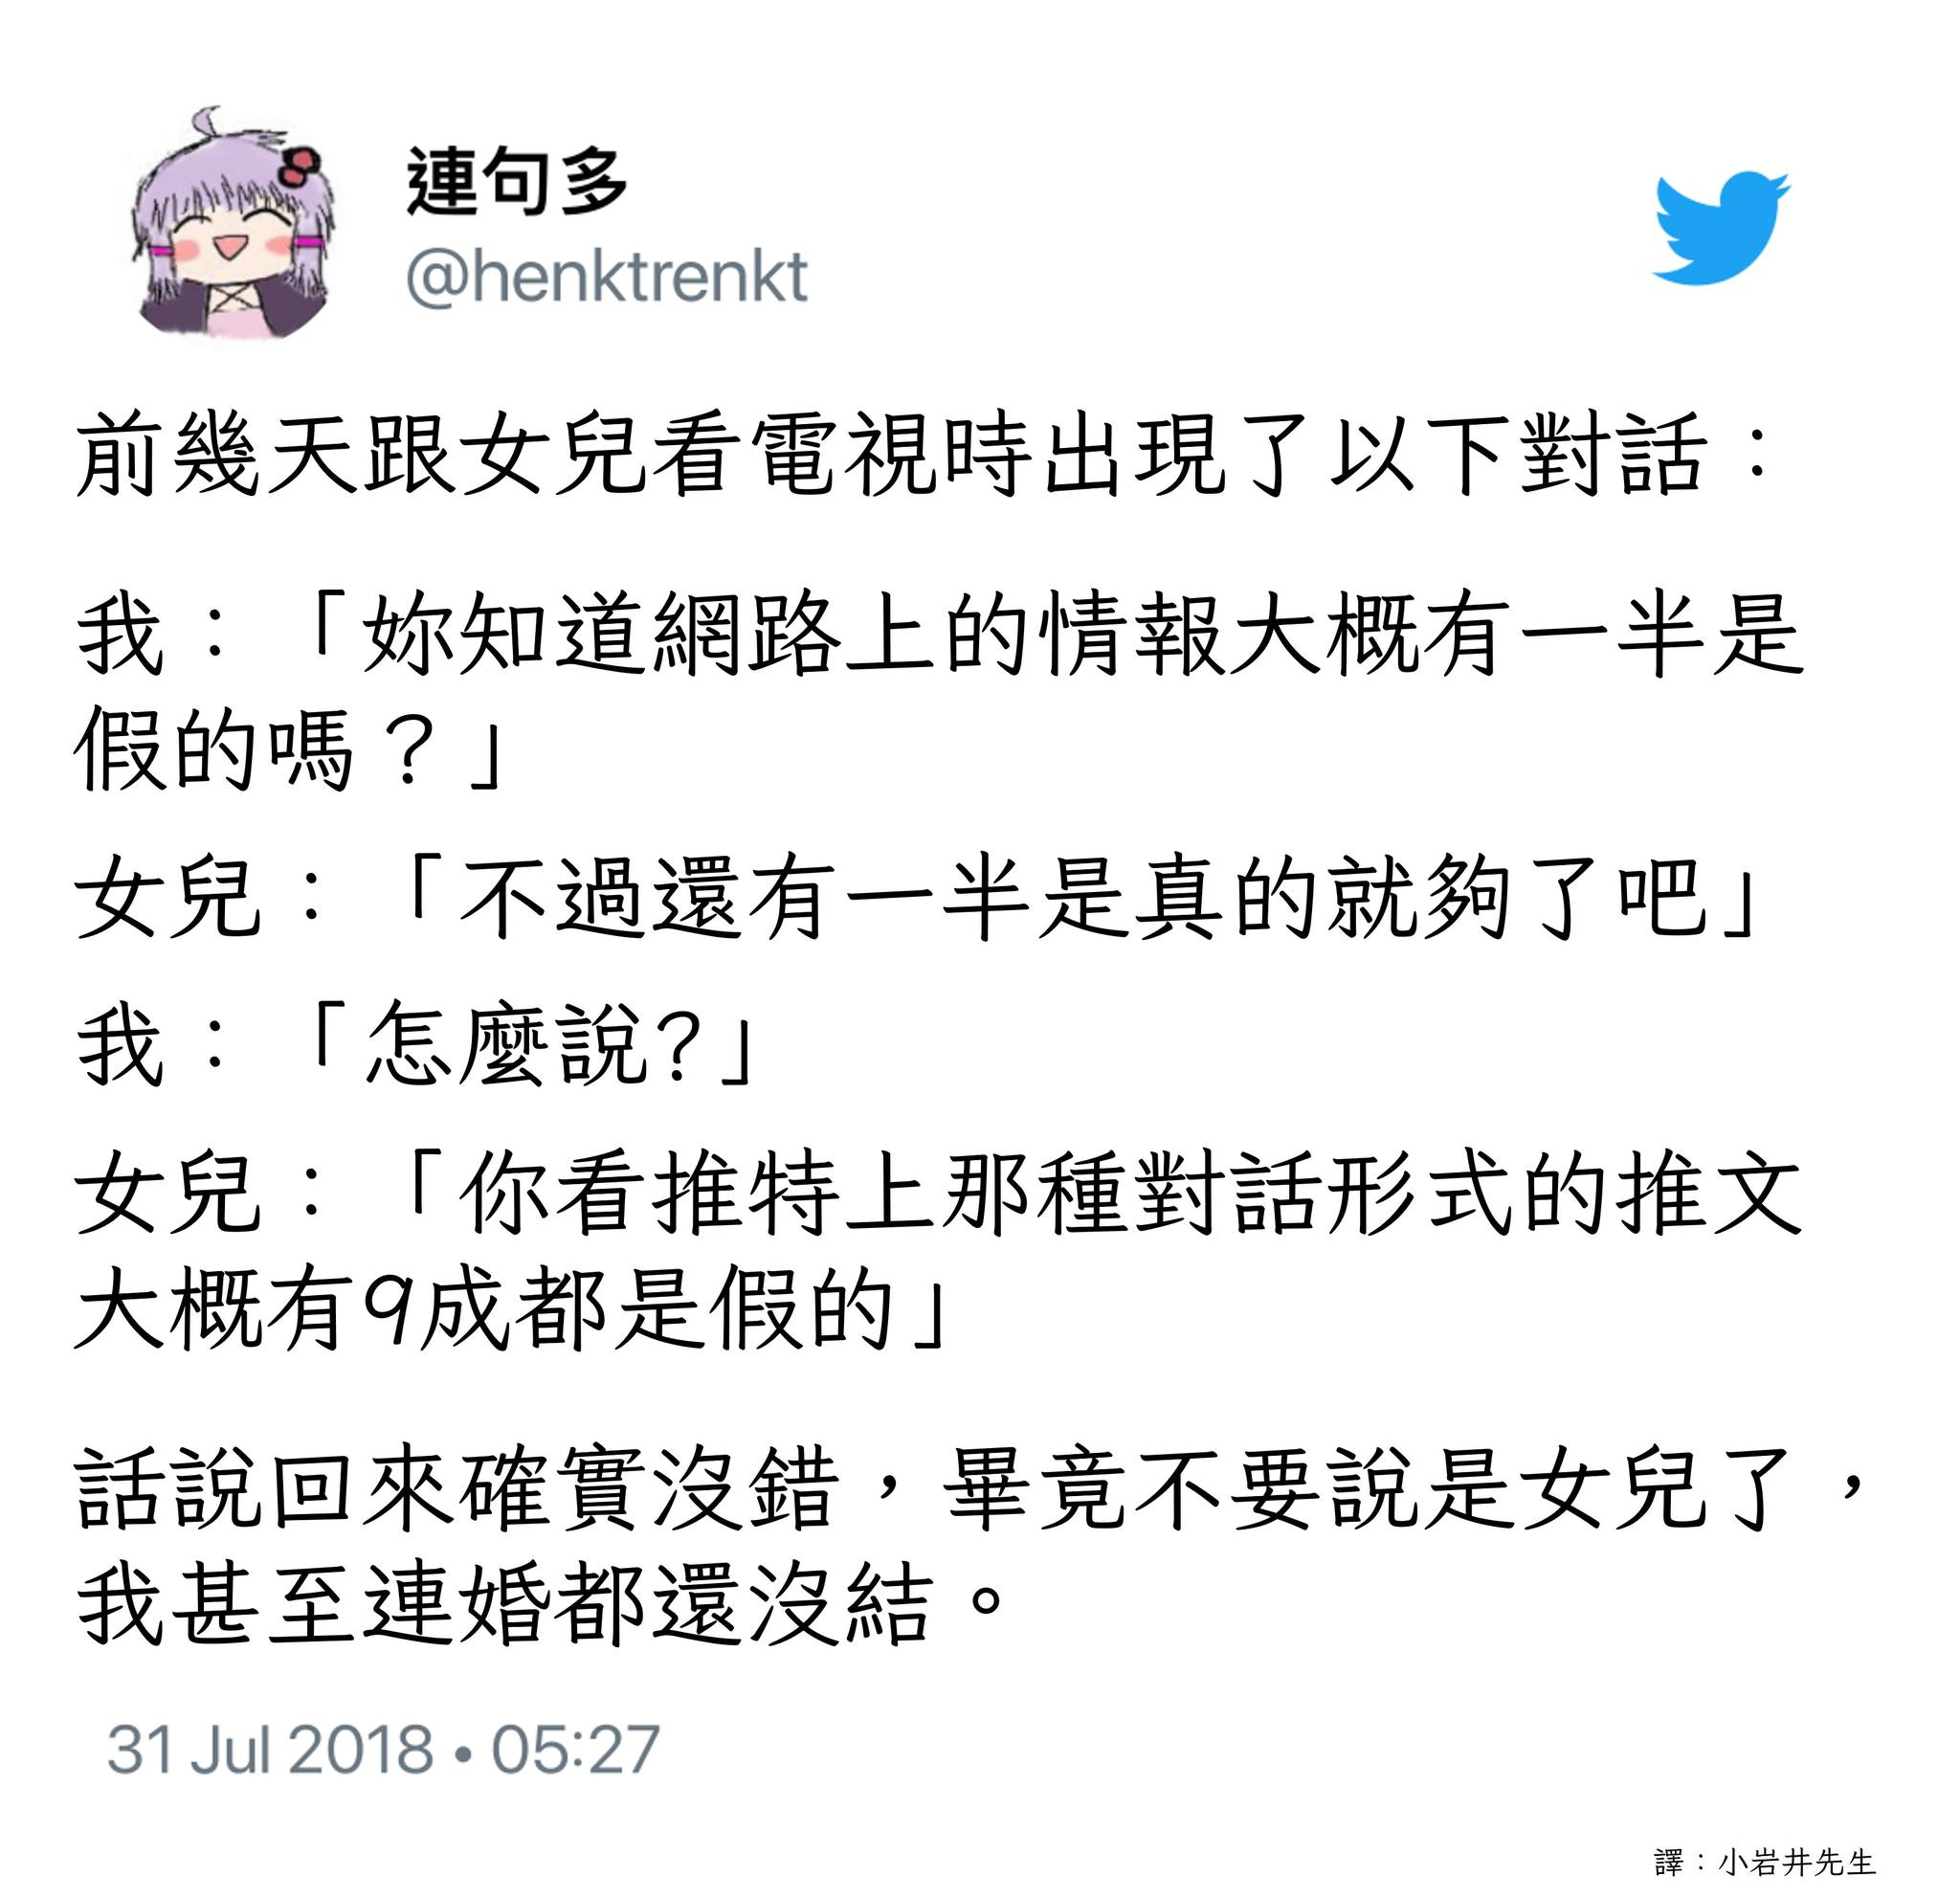 連句多
@henktrenkt
前幾天跟女兒看電視時出現了以下對話：
我：「妳知道網路上的情報大概有一半是
假的嗎？」
女兒：「不過還有一半是真的就夠了吧」
我：「怎麼說?」
女兒：「你看推特上那種對話形式的推文
大概有9成都是假的」
話說回來確實沒錯，畢竟不要說是女兒了，
我甚至連婚都還沒結。
31 Jul 2018 • 05:27
譯：小岩井先生